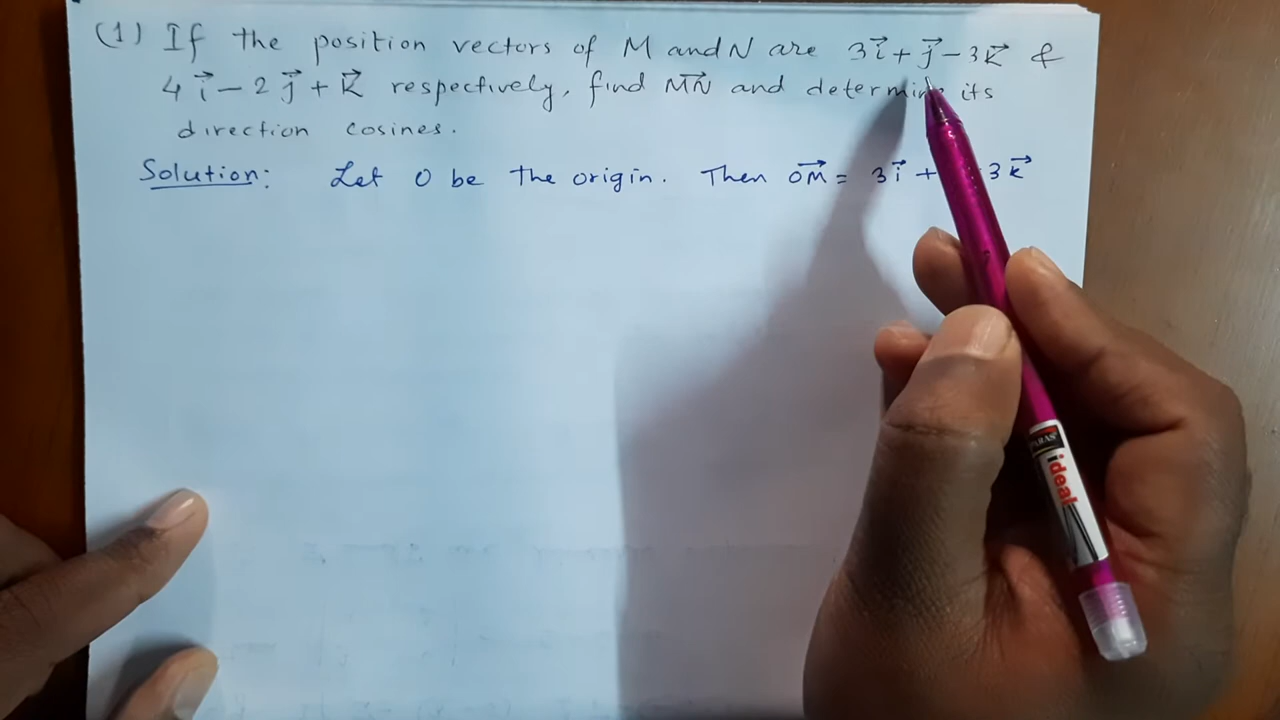 (1) If the position vectors of M and N are 3i⃗ + j⃗ − 3k⃗ &
4i⃗ − 2j⃗ + k⃗ respectively, find MN⃗ and determine its
direction cosines.
Solution: Let O be the origin. Then OM⃗ = 3i⃗ + 3k⃗
ideal